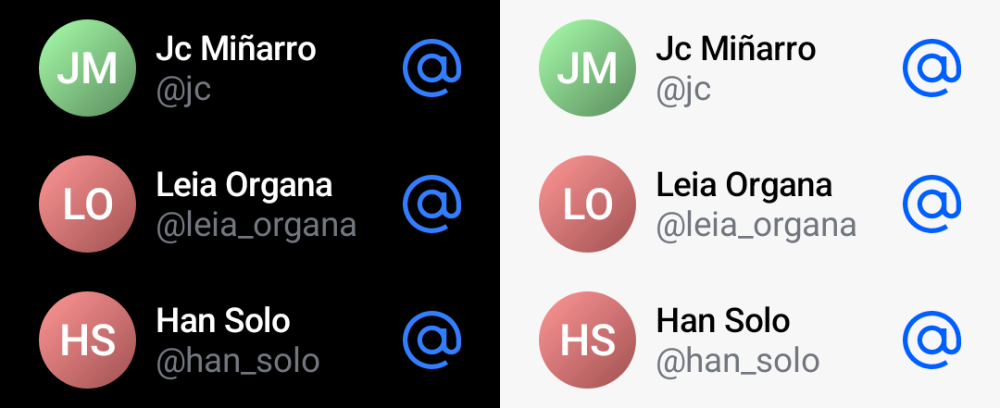 JM
Jc Miñarro
@jc
@
LO
Leia Organa
@leia_organa
@
HS
Han Solo
@han_solo
@
JM
Jc Miñarro
@jc
@
LO
Leia Organa
@leia_organa
@
HS
Han Solo
@han_solo
@